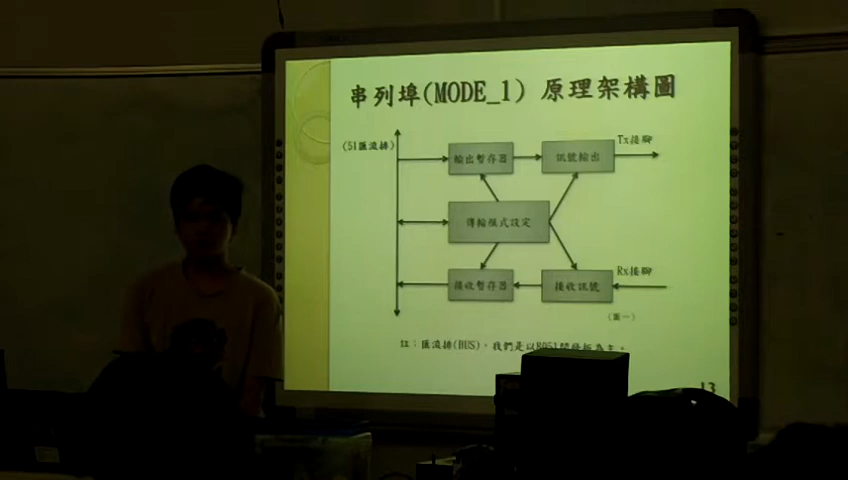 串列埠(MODE_1) 原理架構圖
(51匯流排)
輸出暫存器
訊號輸出
Tx接腳
傳輸模式設定
接收暫存器
接收訊號
Rx接腳
(圖一)
註：匯流排(BUS)，我們是以8051開發板為主。
13